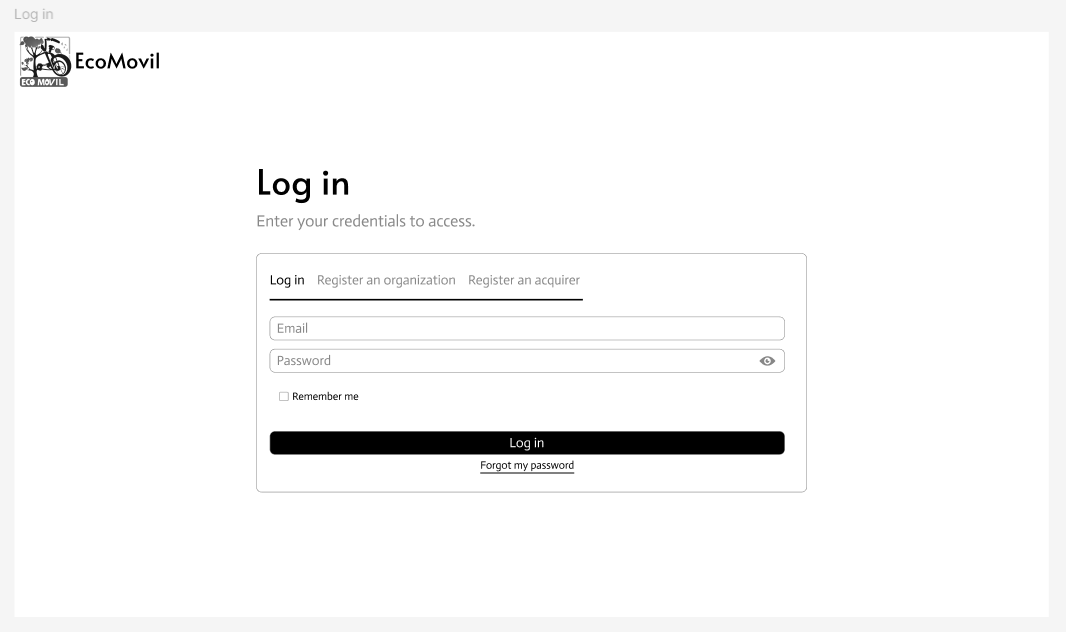 Log in
ECO MÓVIL
EcoMovil
Log in
Enter your credentials to access.
Log in Register an organization Register an acquirer
Email
Password
Remember me
Log in
Forgot my password